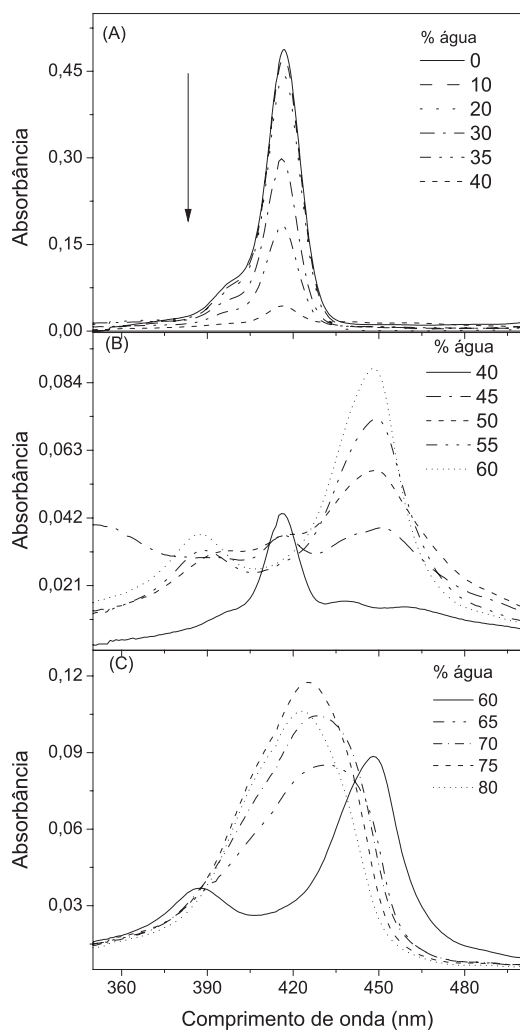 (A)
% água
0
10
20
30
35
40
0,45
0,30
0,15
0,00
Absorbância
(B)
% água
40
45
50
55
60
0,084
0,063
0,042
0,021
Absorbância
(C)
% água
60
65
70
75
80
0,12
0,09
0,06
0,03
Absorbância
360 390 420 450 480
Comprimento de onda (nm)